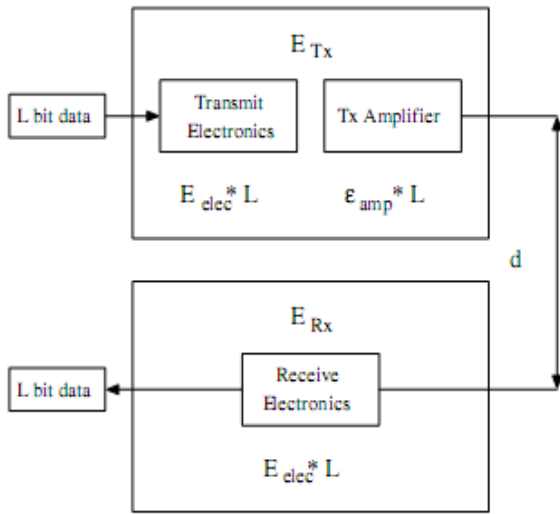 E Tx
L bit data
Transmit
Electronics
Tx Amplifier
E elec* L
ε amp* L
d
E Rx
L bit data
Receive
Electronics
E elec* L